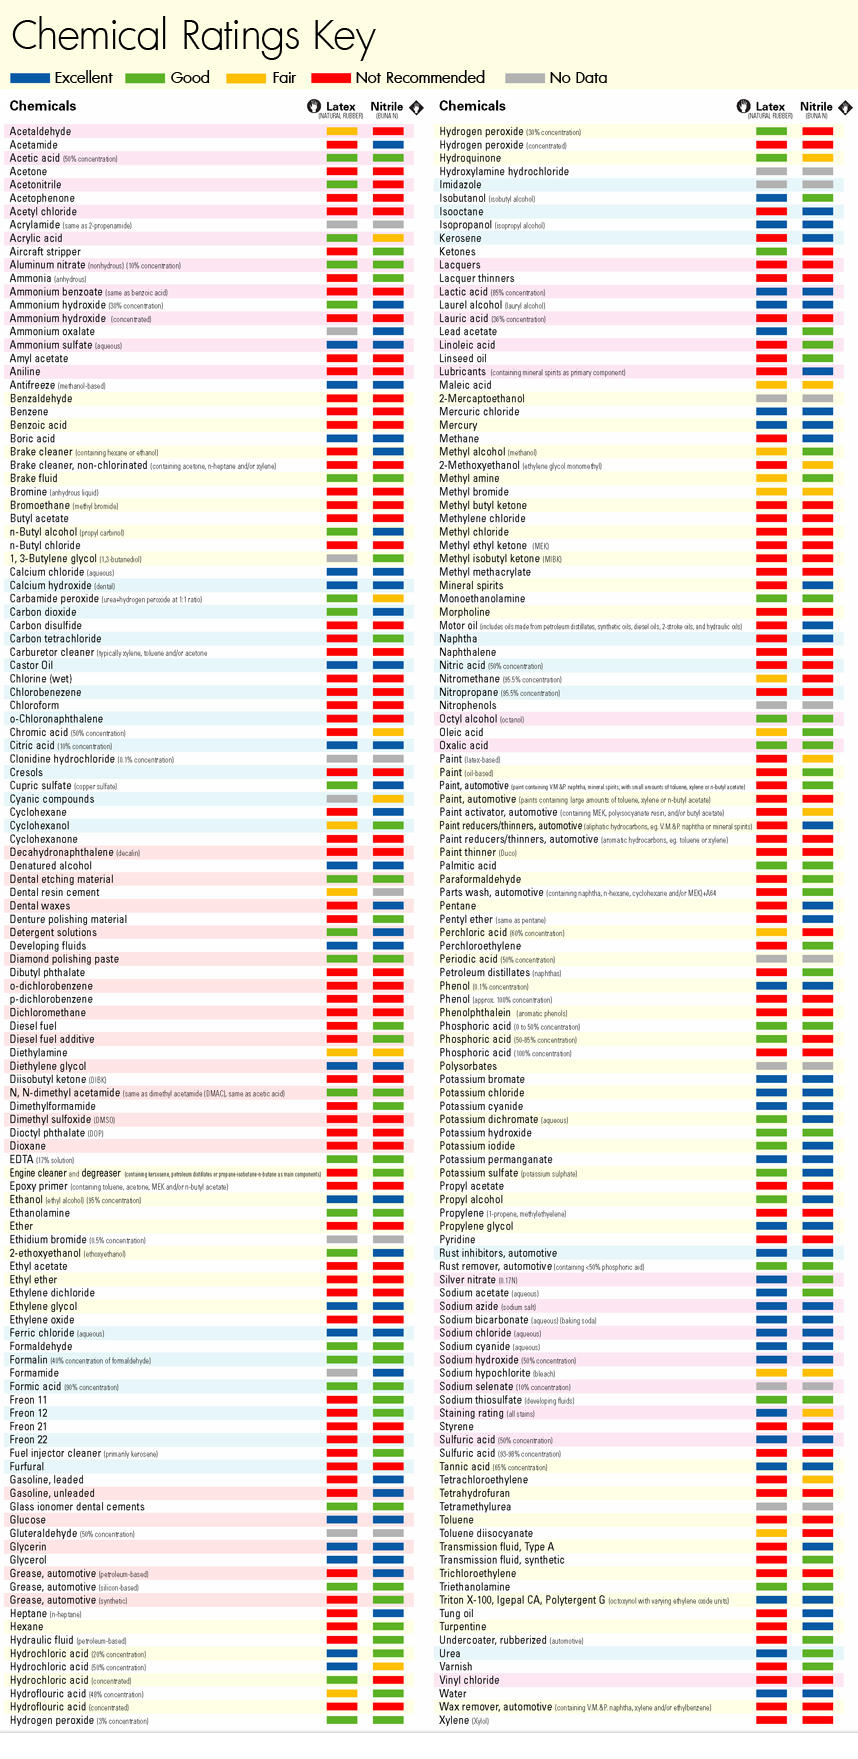 Chemical Ratings Key
Excellent Good Fair Not Recommended No Data
Chemicals Latex (NATURAL RUBBER) Nitrile (BUNA N)
Acetaldehyde
Acetamide
Acetic acid (50% concentration)
Acetone
Acetonitrile
Acetophenone
Acetyl chloride
Acrylamide (same as 2-propenamide)
Acrylic acid
Aircraft stripper
Aluminum nitrate (nonhydrous) (10% concentration)
Ammonia (anhydrous)
Ammonium benzoate (same as benzoic acid)
Ammonium hydroxide (30% concentration)
Ammonium hydroxide (concentrated)
Ammonium oxalate
Ammonium sulfate (aqueous)
Amyl acetate
Aniline
Antifreeze (methanol-based)
Benzaldehyde
Benzene
Benzoic acid
Boric acid
Brake cleaner (containing hexane or ethanol)
Brake cleaner, non-chlorinated (containing acetone, n-heptane and/or xylene)
Brake fluid
Bromine (anhydrous liquid)
Bromoethane (methyl bromide)
Butyl acetate
n-Butyl alcohol (propyl carbinol)
n-Butyl chloride
1, 3-Butylene glycol (1,3-butanediol)
Calcium chloride (aqueous)
Calcium hydroxide (dental)
Carbamide peroxide (urea+hydrogen peroxide at 1:1 ratio)
Carbon dioxide
Carbon disulfide
Carbon tetrachloride
Carburetor cleaner (typically xylene, toluene and/or acetone
Castor Oil
Chlorine (wet)
Chlorobenezene
Chloroform
o-Chloronaphthalene
Chromic acid (50% concentration)
Citric acid (10% concentration)
Clonidine hydrochloride (0.1% concentration)
Cresols
Cupric sulfate (copper sulfate)
Cyanic compounds
Cyclohexane
Cyclohexanol
Cyclohexanone
Decahydronaphthalene (decalin)
Denatured alcohol
Dental etching material
Dental resin cement
Dental waxes
Denture polishing material
Detergent solutions
Developing fluids
Diamond polishing paste
Dibutyl phthalate
o-dichlorobenzene
p-dichlorobenzene
Dichloromethane
Diesel fuel
Diesel fuel additive
Diethylamine
Diethylene glycol
Diisobutyl ketone (DIBK)
N, N-dimethyl acetamide (same as dimethyl acetamide (DMAC), same as acetic acid)
Dimethylformamide
Dimethyl sulfoxide (DMSO)
Dioctyl phthalate (DOP)
Dioxane
EDTA (17% solution)
Engine cleaner and degreaser (containing kerosene, petroleum distillates or propane-isobutane-n-butane as main components)
Epoxy primer (containing toluene, acetone, MEK and/or n-butyl acetate)
Ethanol (ethyl alcohol) (95% concentration)
Ethanolamine
Ether
Ethidium bromide (0.5% concentration)
2-ethoxyethanol (ethoxyethanol)
Ethyl acetate
Ethyl ether
Ethylene dichloride
Ethylene glycol
Ethylene oxide
Ferric chloride (aqueous)
Formaldehyde
Formalin (40% concentration of formaldehyde)
Formamide
Formic acid (90% concentration)
Freon 11
Freon 12
Freon 21
Freon 22
Fuel injector cleaner (primarily kerosene)
Furfural
Gasoline, leaded
Gasoline, unleaded
Glass ionomer dental cements
Glucose
Gluteraldehyde (50% concentration)
Glycerin
Glycerol
Grease, automotive (petroleum-based)
Grease, automotive (silicon-based)
Grease, automotive (synthetic)
Heptane (n-heptane)
Hexane
Hydraulic fluid (petroleum-based)
Hydrochloric acid (20% concentration)
Hydrochloric acid (50% concentration)
Hydrochloric acid (concentrated)
Hydroflouric acid (48% concentration)
Hydroflouric acid (concentrated)
Hydrogen peroxide (3% concentration)
Chemicals Latex (NATURAL RUBBER) Nitrile (BUNA N)
Hydrogen peroxide (30% concentration)
Hydrogen peroxide (concentrated)
Hydroquinone
Hydroxylamine hydrochloride
Imidazole
Isobutanol (isobutyl alcohol)
Isooctane
Isopropanol (isopropyl alcohol)
Kerosene
Ketones
Lacquers
Lacquer thinners
Lactic acid (85% concentration)
Laurel alcohol (lauryl alcohol)
Lauric acid (36% concentration)
Lead acetate
Linoleic acid
Linseed oil
Lubricants (containing mineral spirits as primary component)
Maleic acid
2-Mercaptoethanol
Mercuric chloride
Mercury
Methane
Methyl alcohol (methanol)
2-Methoxyethanol (ethylene glycol monomethyl)
Methyl amine
Methyl bromide
Methyl butyl ketone
Methylene chloride
Methyl chloride
Methyl ethyl ketone (MEK)
Methyl isobutyl ketone (MIBK)
Methyl methacrylate
Mineral spirits
Monoethanolamine
Morpholine
Motor oil (includes oils made from petroleum distillates, synthetic oils, diesel oils, 2-stroke oils, and hydraulic oils)
Naphtha
Naphthalene
Nitric acid (50% concentration)
Nitromethane (95.5% concentration)
Nitropropane (95.5% concentration)
Nitrophenols
Octyl alcohol (octanol)
Oleic acid
Oxalic acid
Paint (latex-based)
Paint (oil-based)
Paint, automotive (paint containing V.M.&P. naphtha, mineral spirits, with small amounts of toluene, xylene or n-butyl acetate)
Paint, automotive (paints containing large amounts of toluene, xylene or n-butyl acetate)
Paint activator, automotive (containing MEK, polyisocyanate resin, and/or butyl acetate)
Paint reducers/thinners, automotive (aliphatic hydrocarbons, eg. V.M.&P. naphtha or mineral spirits)
Paint reducers/thinners, automotive (aromatic hydrocarbons, eg. toluene or xylene)
Paint thinner (Duco)
Palmitic acid
Paraformaldehyde
Parts wash, automotive (containing naphtha, n-hexane, cyclohexane and/or MEK)+A64
Pentane
Pentyl ether (same as pentane)
Perchloric acid (60% concentration)
Perchloroethylene
Periodic acid (50% concentration)
Petroleum distillates (naphthas)
Phenol (0.1% concentration)
Phenol (approx. 100% concentration)
Phenolphthalein (aromatic phenols)
Phosphoric acid (0 to 50% concentration)
Phosphoric acid (50-85% concentration)
Phosphoric acid (100% concentration)
Polysorbates
Potassium bromate
Potassium chloride
Potassium cyanide
Potassium dichromate (aqueous)
Potassium hydroxide
Potassium iodide
Potassium permanganate
Potassium sulfate (potassium sulphate)
Propyl acetate
Propyl alcohol
Propylene (1-propene, methylethelene)
Propylene glycol
Pyridine
Rust inhibitors, automotive
Rust remover, automotive (containing <50% phosphoric aid)
Silver nitrate (0.17N)
Sodium acetate (aqueous)
Sodium azide (sodium salt)
Sodium bicarbonate (aqueous) (baking soda)
Sodium chloride (aqueous)
Sodium cyanide (aqueous)
Sodium hydroxide (50% concentration)
Sodium hypochlorite (bleach)
Sodium selenate (10% concentration)
Sodium thiosulfate (developing fluids)
Staining rating (all stains)
Styrene
Sulfuric acid (50% concentration)
Sulfuric acid (93-98% concentration)
Tannic acid (65% concentration)
Tetrachloroethylene
Tetrahydrofuran
Tetramethylurea
Toluene
Toluene diisocyanate
Transmission fluid, Type A
Transmission fluid, synthetic
Trichloroethylene
Triethanolamine
Triton X-100, Igepal CA, Polytergent G (octoxynol with varying ethylene oxide units)
Tung oil
Turpentine
Undercoater, rubberized (automotive)
Urea
Varnish
Vinyl chloride
Water
Wax remover, automotive (containing V.M.&P. naphtha, xylene and/or ethylbenzene)
Xylene (Xylol)